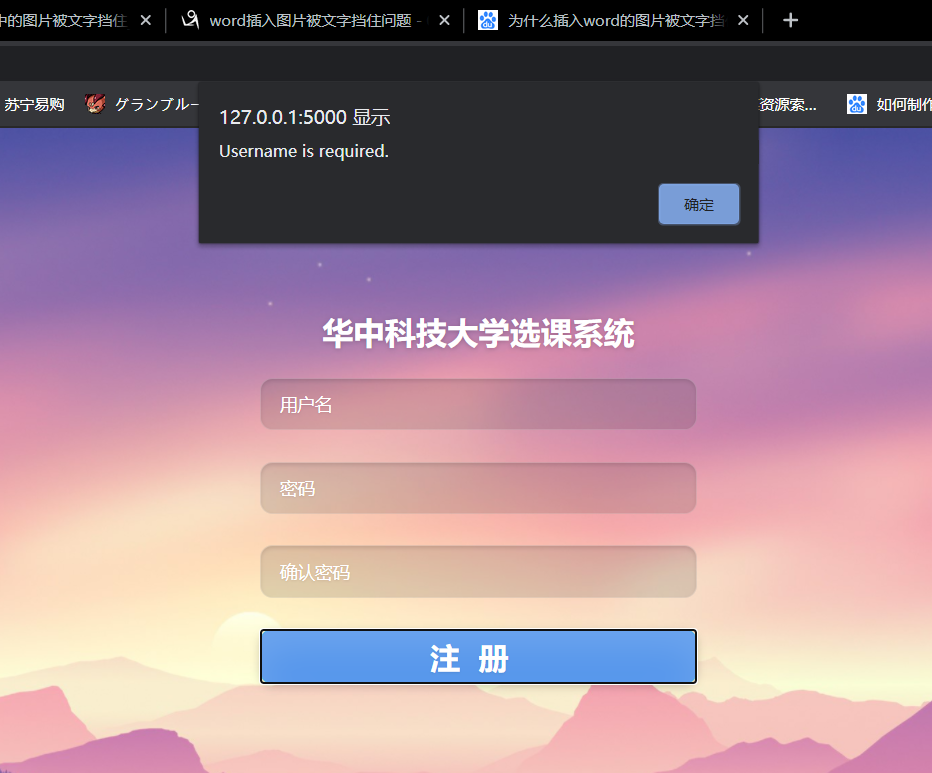 中的图片被文字挡住
word插入图片被文字挡住问题 -
为什么插入word的图片被文字挡
苏宁易购
グランブルー
资源索...
如何制作
127.0.0.1:5000 显示
Username is required.
确定
华中科技大学选课系统
用户名
密码
确认密码
注 册